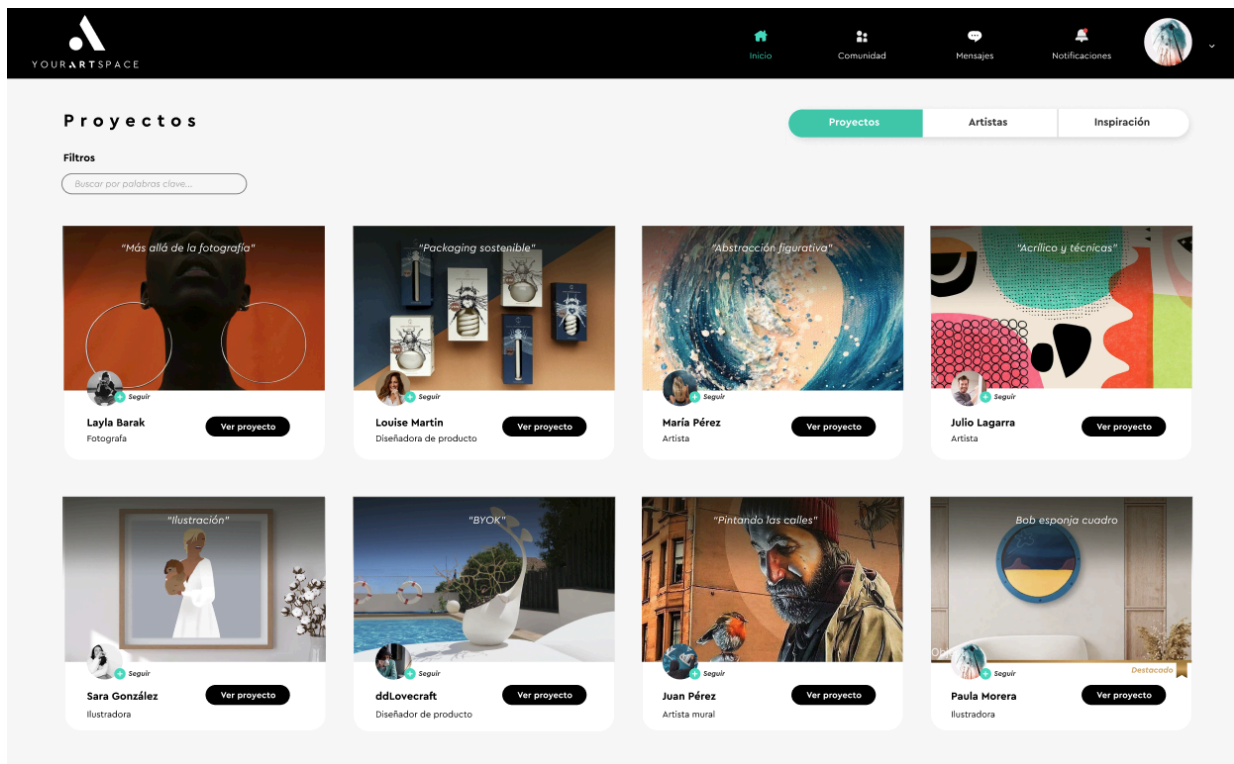 YOURARTSPACE
Inicio
Comunidad
Mensajes
Notificaciones
Proyectos
Proyectos
Artistas
Inspiración
Filtros
Buscar por palabras clave...
"Más allá de la fotografía"
Seguir
Layla Barak
Fotografa
Ver proyecto
"Packaging sostenible"
Seguir
Louise Martin
Diseñadora de producto
Ver proyecto
"Abstracción figurativa"
Seguir
María Pérez
Artista
Ver proyecto
"Acrílico y técnicas"
Seguir
Julio Lagarra
Artista
Ver proyecto
"Ilustración"
Seguir
Sara González
Ilustradora
Ver proyecto
"BYOK"
Seguir
ddLovecraft
Diseñador de producto
Ver proyecto
"Pintando las calles"
Seguir
Juan Pérez
Artista mural
Ver proyecto
Bob esponja cuadro
Seguir
Destacado
Paula Morera
Ilustradora
Ver proyecto